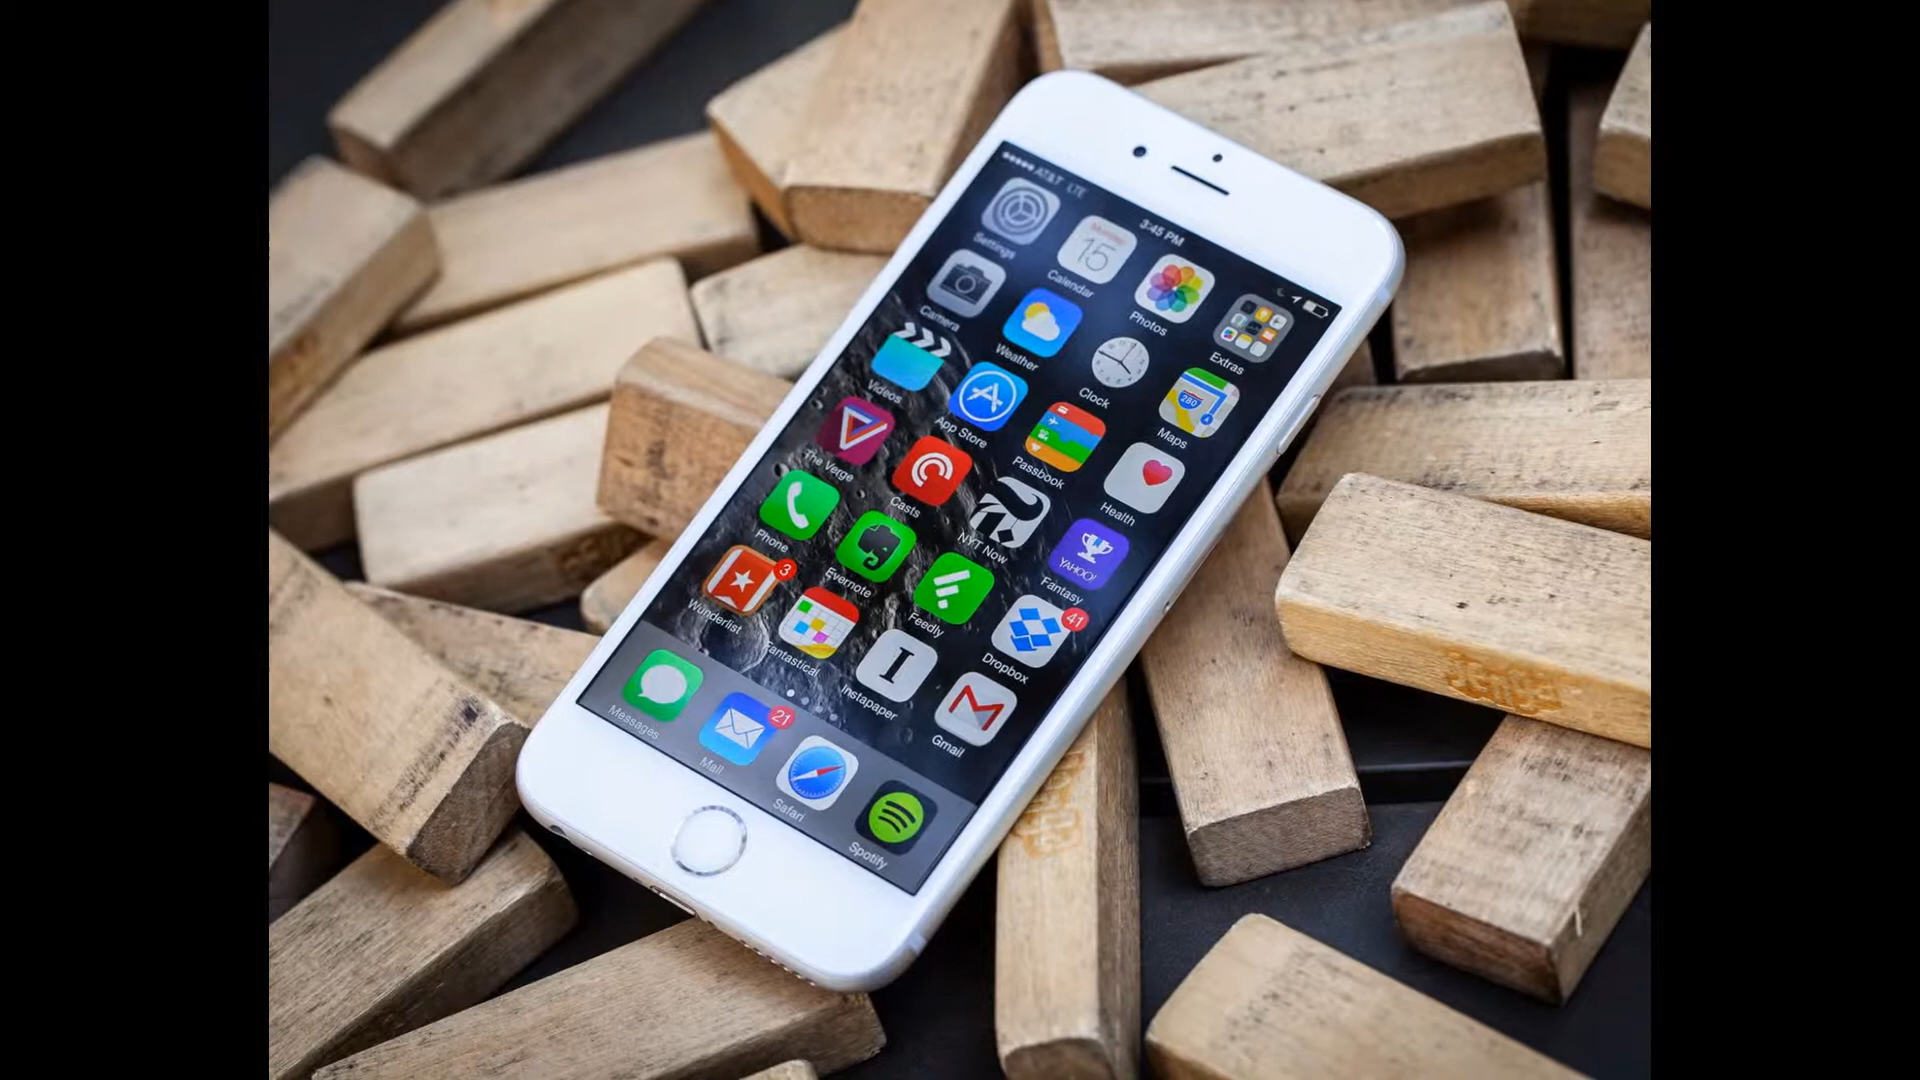 AT&T LTE
3:45 PM
Settings
Monday
15
Calendar
Photos
Extras
Camera
Weather
Clock
280
Maps
Videos
App Store
Passbook
Health
The Verge
Casts
NYT Now
YAHOO!
Fantasy
Phone
Evernote
Feedly
41
Dropbox
3
Wunderlist
Fantastical
I
Instapaper
Gmail
Messages
21
Mail
Safari
Spotify